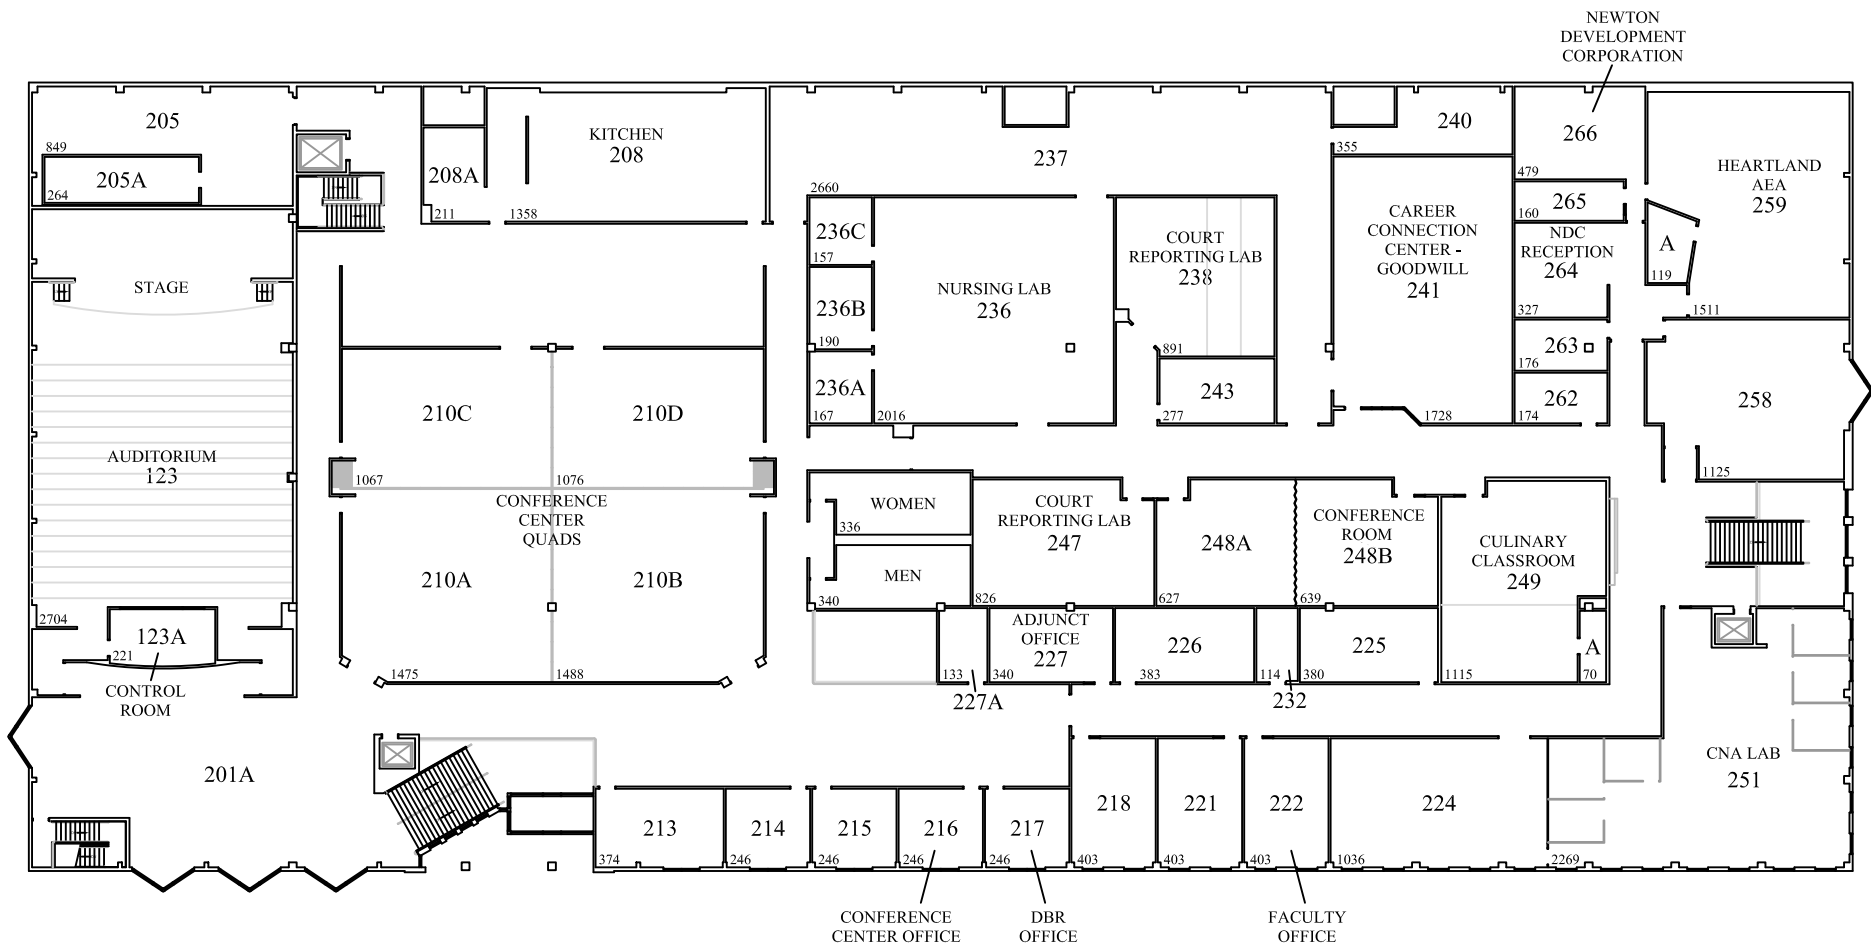 NEWTON
DEVELOPMENT
CORPORATION
205
849
205A
264
208A
211
KITCHEN
208
1358
237
2660
240
355
266
479
265
160
HEARTLAND
AEA
259
1511
A
119
STAGE
236C
157
236B
190
236A
167
NURSING LAB
236
2016
COURT
REPORTING LAB
238
891
243
277
CAREER
CONNECTION
CENTER -
GOODWILL
241
1728
NDC
RECEPTION
264
327
263
176
262
174
258
1125
AUDITORIUM
123
2704
210C
1067
210D
1076
CONFERENCE
CENTER
QUADS
210A
1475
210B
1488
WOMEN
336
MEN
340
COURT
REPORTING LAB
247
826
248A
627
CONFERENCE
ROOM
248B
639
CULINARY
CLASSROOM
249
1115
A
70
123A
221
CONTROL
ROOM
133
227A
ADJUNCT
OFFICE
227
340
226
383
114
232
225
380
201A
213
374
214
246
215
246
216
246
217
246
218
403
221
403
222
403
224
1036
CNA LAB
251
2269
CONFERENCE
CENTER OFFICE
DBR
OFFICE
FACULTY
OFFICE